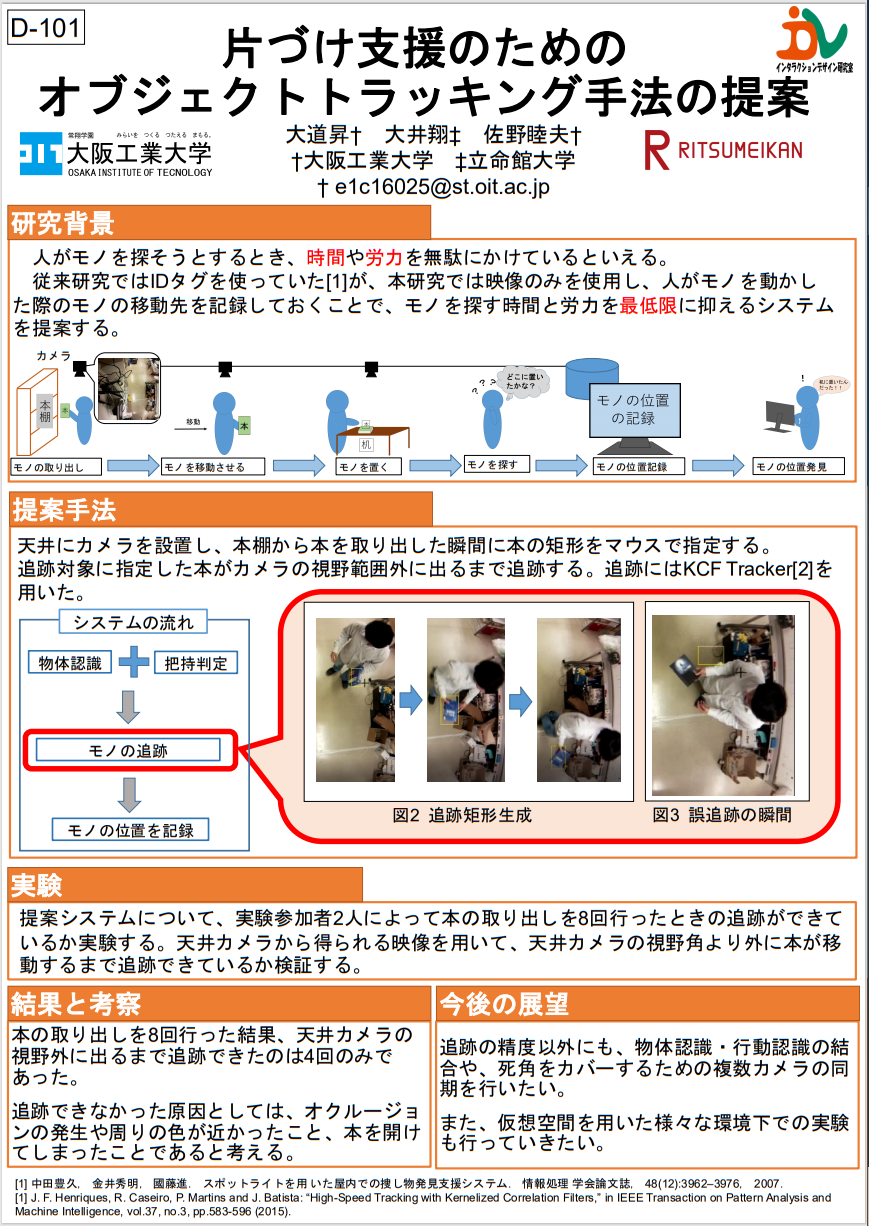 D-101
片づけ支援のための
オブジェクトトラッキング手法の提案
インタラクションデザイン研究室
常翔学園 みらいを つくる つたえる まもる。
大阪工業大学
OSAKA INSTITUTE OF TECNOLOGY
大道昇† 大井翔‡ 佐野睦夫†
†大阪工業大学 ‡立命館大学
† e1c16025@st.oit.ac.jp
RITSUMEIKAN
研究背景
人がモノを探そうとするとき、時間や労力を無駄にかけているといえる。
従来研究ではIDタグを使っていた[1]が、本研究では映像のみを使用し、人がモノを動かし
た際のモノの移動先を記録しておくことで、モノを探す時間と労力を最低限に抑えるシステム
を提案する。
カメラ
本棚
本
移動
本
本
机
? ? ?
どこに置い
たかな?
モノの位置
の記録
!
机に置いたん
だった!!
モノの取り出し
モノを移動させる
モノを置く
モノを探す
モノの位置記録
モノの位置発見
提案手法
天井にカメラを設置し、本棚から本を取り出した瞬間に本の矩形をマウスで指定する。
追跡対象に指定した本がカメラの視野範囲外に出るまで追跡する。追跡にはKCF Tracker[2]を
用いた。
システムの流れ
物体認識
把持判定
モノの追跡
モノの位置を記録
図2 追跡矩形生成
図3 誤追跡の瞬間
実験
提案システムについて、実験参加者2人によって本の取り出しを8回行ったときの追跡ができて
いるか実験する。天井カメラから得られる映像を用いて、天井カメラの視野角より外に本が移
動するまで追跡できているか検証する。
結果と考察
本の取り出しを8回行った結果、天井カメラの
視野外に出るまで追跡できたのは4回のみで
あった。
追跡できなかった原因としては、オクルージョ
ンの発生や周りの色が近かったこと、本を開け
てしまったことであると考える。
今後の展望
追跡の精度以外にも、物体認識・行動認識の結
合や、死角をカバーするための複数カメラの同
期を行いたい。
また、仮想空間を用いた様々な環境下での実験
も行っていきたい。
[1] 中田豊久, 金井秀明, 國藤進. スポットライトを用いた屋内での捜し物発見支援システム. 情報処理 学会論文誌, 48(12):3962–3976, 2007.
[1] J. F. Henriques, R. Caseiro, P. Martins and J. Batista: “High-Speed Tracking with Kernelized Correlation Filters,” in IEEE Transaction on Pattern Analysis and
Machine Intelligence, vol.37, no.3, pp.583-596 (2015).